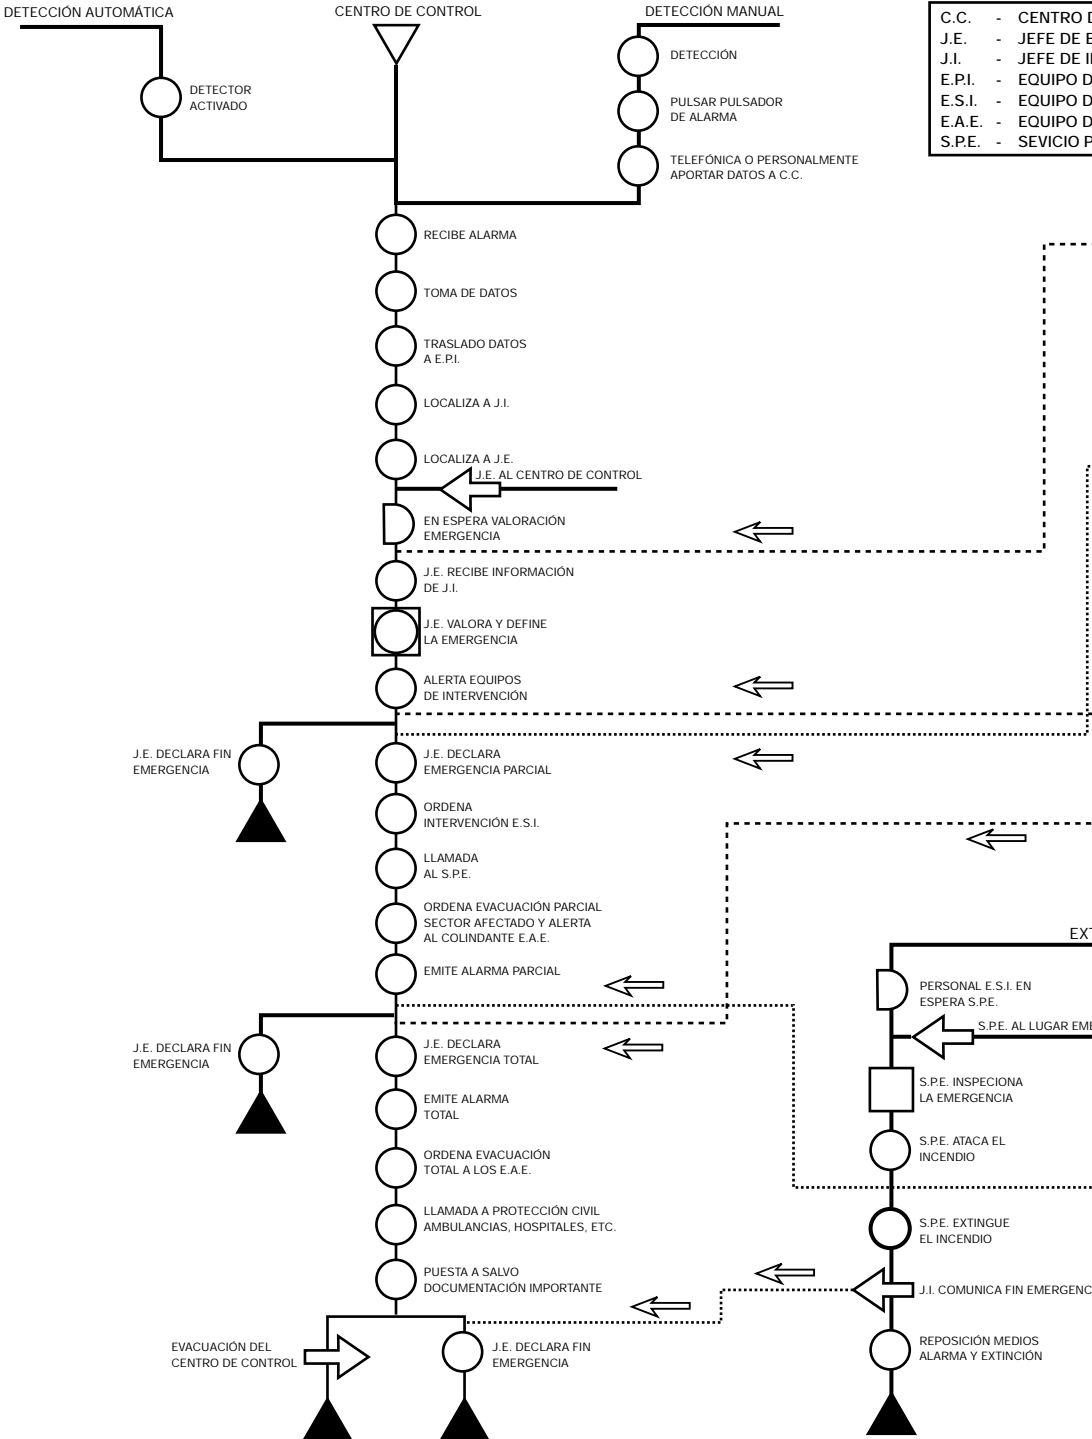 DETECCIÓN AUTOMÁTICA
CENTRO DE CONTROL
DETECCIÓN MANUAL
C.C. - CENTRO
J.E. - JEFE DE
J.I. - JEFE DE
E.P.I. - EQUIPO
E.S.I. - EQUIPO
E.A.E. - EQUIPO
S.P.E. - SEVICIO
DETECTOR
ACTIVADO
DETECCIÓN
PULSAR PULSADOR
DE ALARMA
TELEFÓNICA O PERSONALMENTE
APORTAR DATOS A C.C.
RECIBE ALARMA
TOMA DE DATOS
TRASLADO DATOS
A E.P.I.
LOCALIZA A J.I.
LOCALIZA A J.E.
J.E. AL CENTRO DE CONTROL
EN ESPERA VALORACIÓN
EMERGENCIA
J.E. RECIBE INFORMACIÓN
DE J.I.
J.E. VALORA Y DEFINE
LA EMERGENCIA
ALERTA EQUIPOS
DE INTERVENCIÓN
J.E. DECLARA FIN
EMERGENCIA
J.E. DECLARA
EMERGENCIA PARCIAL
ORDENA
INTERVENCIÓN E.S.I.
LLAMADA
AL S.P.E.
ORDENA EVACUACIÓN PARCIAL
SECTOR AFECTADO Y ALERTA
AL COLINDANTE E.A.E.
EMITE ALARMA PARCIAL
J.E. DECLARA FIN
EMERGENCIA
J.E. DECLARA
EMERGENCIA TOTAL
EMITE ALARMA
TOTAL
ORDENA EVACUACIÓN
TOTAL A LOS E.A.E.
LLAMADA A PROTECCIÓN CIVIL
AMBULANCIAS, HOSPITALES, ETC.
PUESTA A SALVO
DOCUMENTACIÓN IMPORTANTE
EVACUACIÓN DEL
CENTRO DE CONTROL
J.E. DECLARA FIN
EMERGENCIA
PERSONAL E.S.I. EN
ESPERA S.P.E.
S.P.E. AL LUGAR
S.P.E. INSPECIONA
LA EMERGENCIA
S.P.E. ATACA EL
INCENDIO
S.P.E. EXTINGUE
EL INCENDIO
J.I. COMUNICA FIN
REPOSICIÓN MEDIOS
ALARMA Y EXTINCIÓN